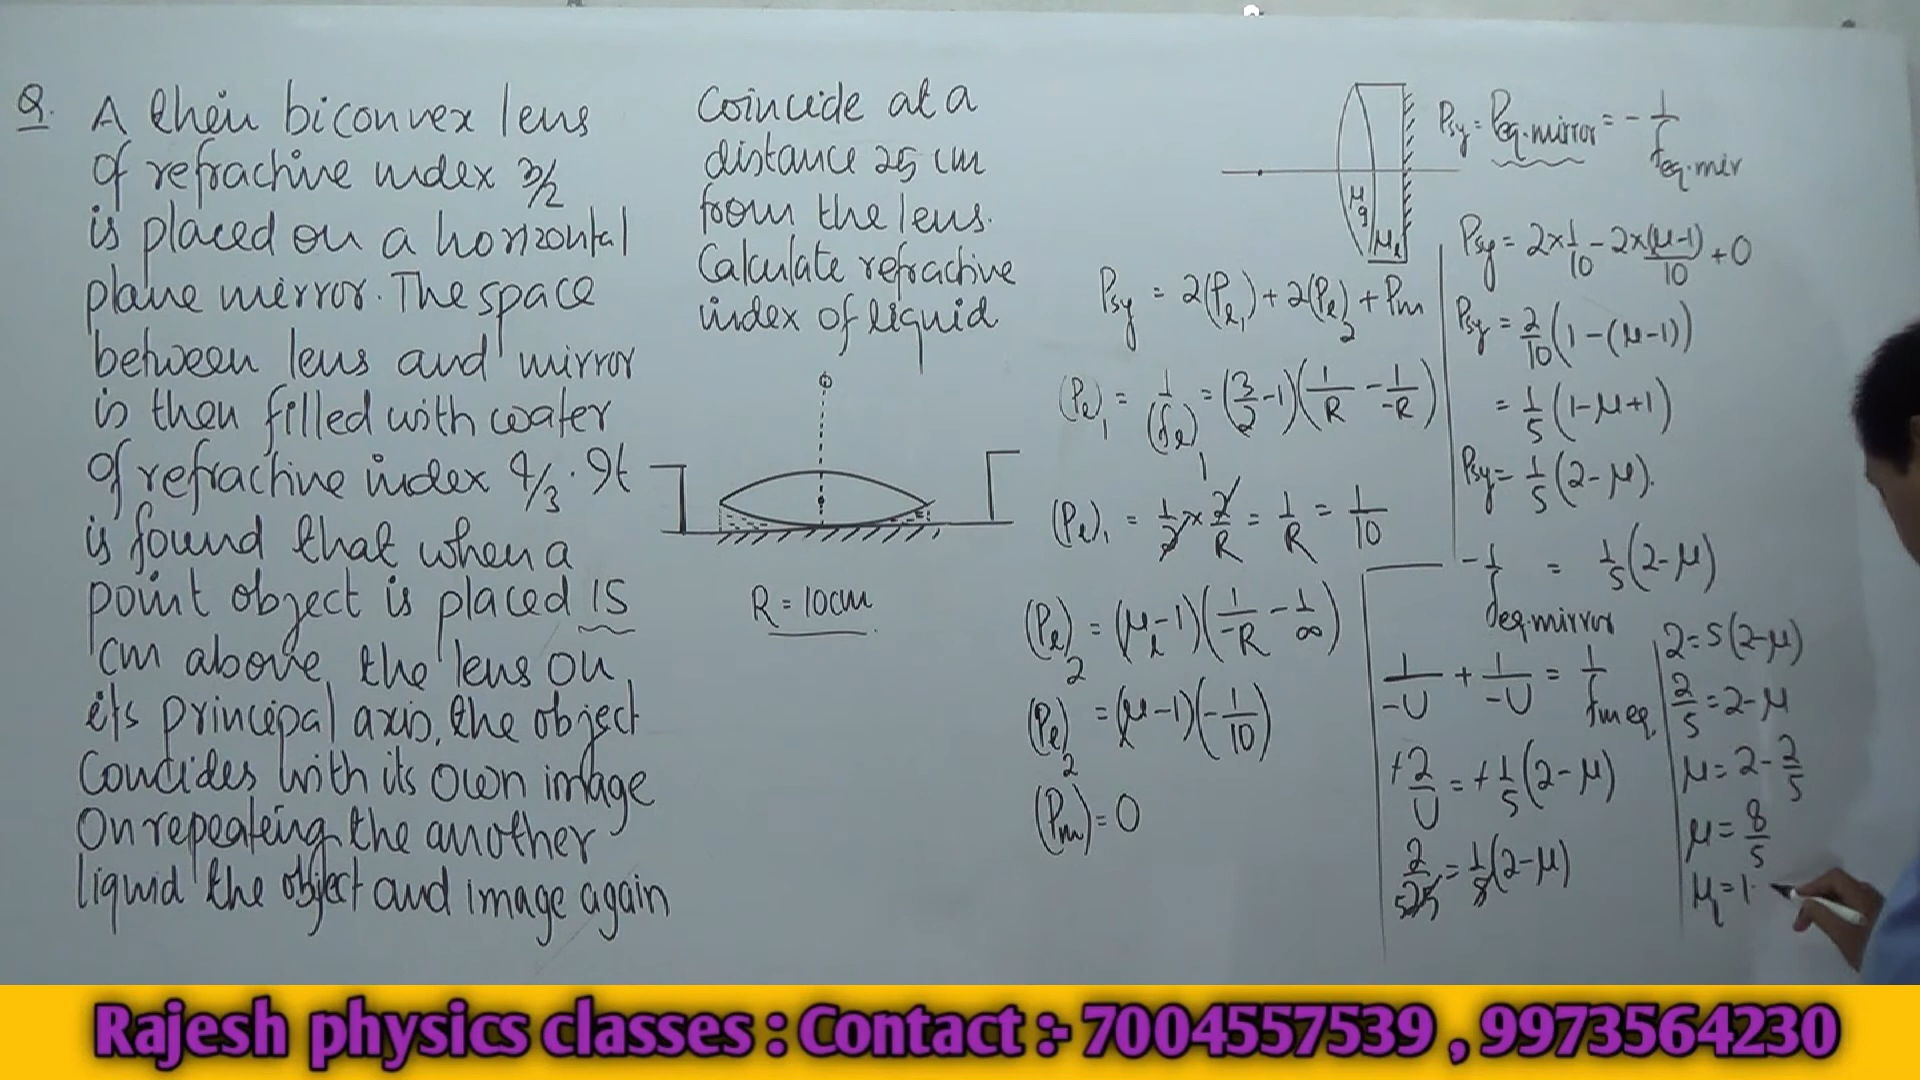 Q. A thin biconvex lens
of refractive index 3/2
is placed on a horizontal
plane mirror. The space
between lens and mirror
is then filled with water
of refractive index 4/3. It
is found that when a
point object is placed 15
cm above the lens on
its principal axis, the object
concides with its own image
On repeating the another
liquid the object and image again
Coincide at a
distance 25 cm
from the lens.
Calculate refractive
index of liquid
R = 10cm
μg
μl
Psy = Peq.mirror = -1/feq.mir
Psy = 2(Pl1) + 2(Pl)2 + Pm
(Pl)1 = 1/(fl)1 = (3/2 -1)(1/R - 1/-R)
(Pl)1 = 1/2 × 2/R = 1/R = 1/10
(Pl)2 = (μl -1)(1/-R - 1/∞)
(Pl)2 = (μ-1)(-1/10)
(Pm) = 0
Psy = 2×1/10 - 2×(μ-1)/10 + 0
Psy = 2/10 (1-(μ-1))
= 1/5 (1-μ+1)
Psy = 1/5 (2-μ).
-1/feq.mirror = 1/5 (2-μ)
1/-U + 1/-U = 1/fm eq
+2/U = +1/5 (2-μ)
2/25 = 1/5 (2-μ)
2 = 5(2-μ)
2/5 = 2-μ
μ = 2-2/5
μ = 8/5
μl = 1.
Rajesh physics classes : Contact :- 7004557539 , 9973564230